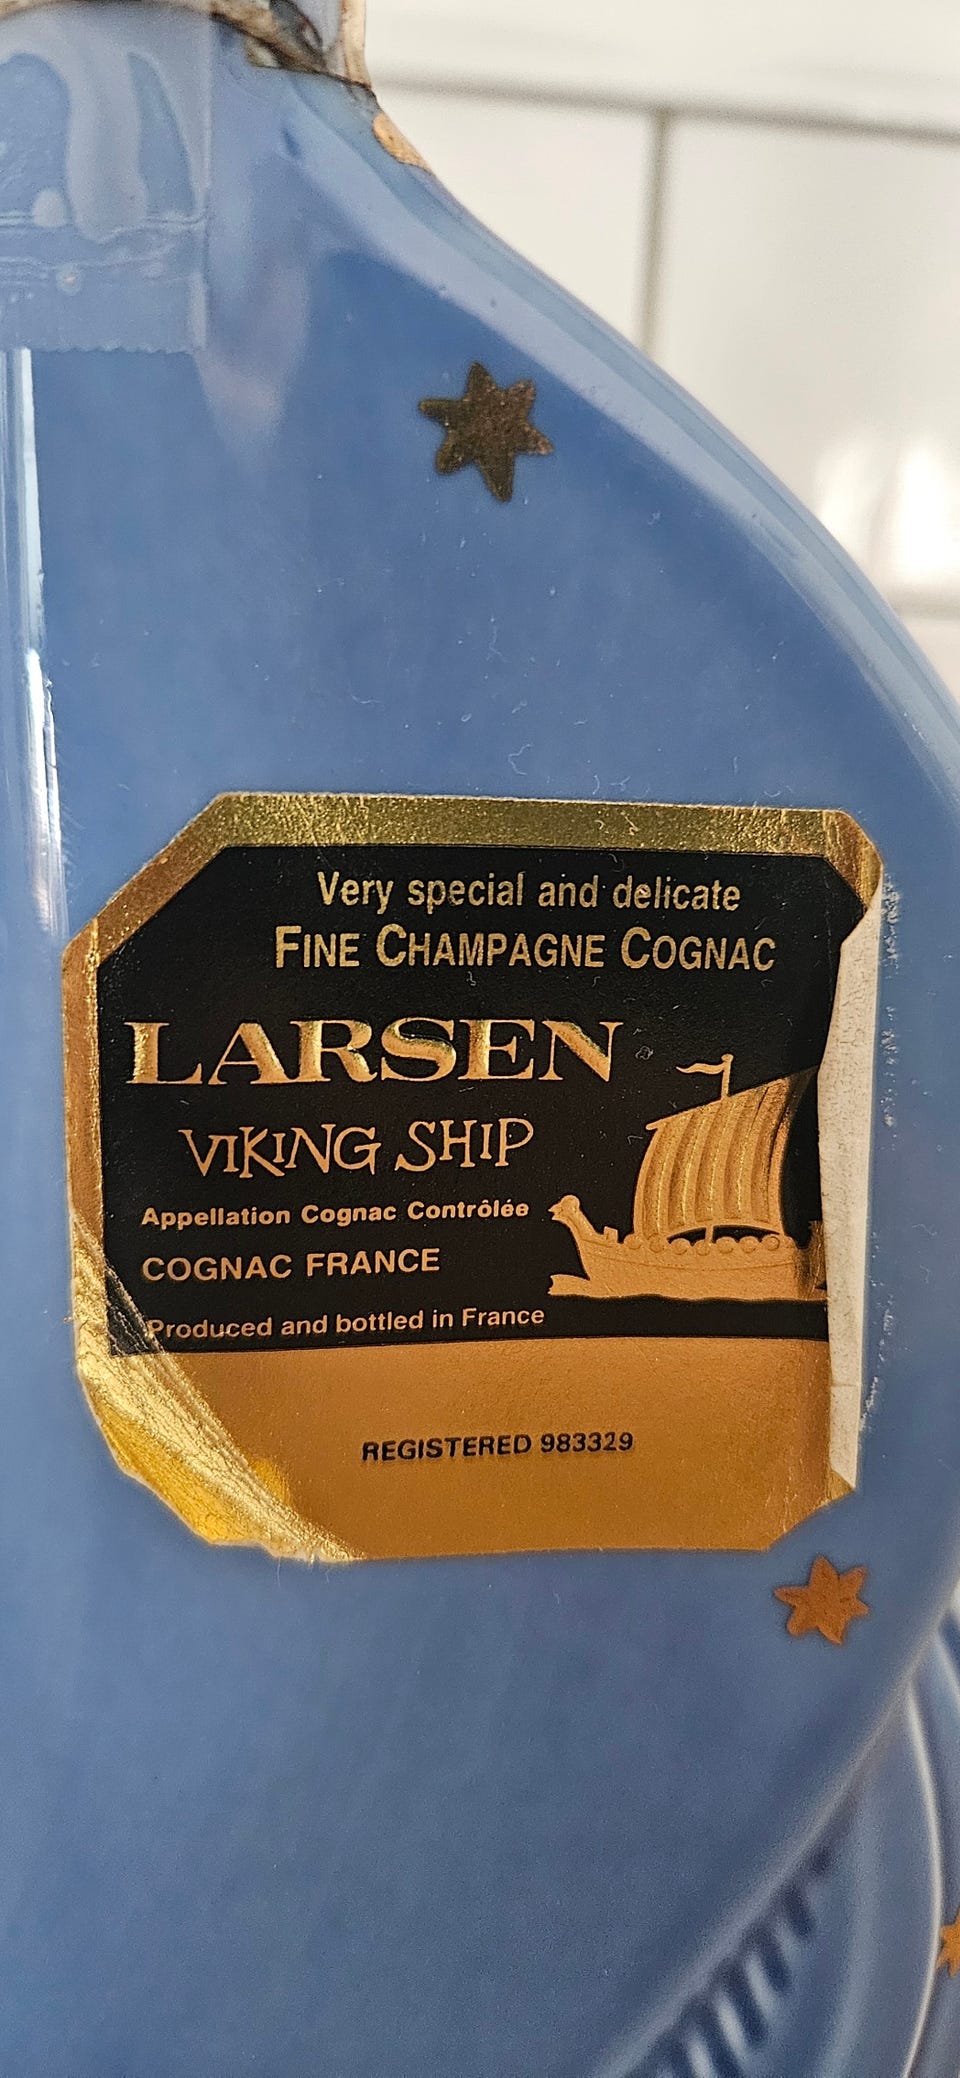 Very special and delicate
FINE CHAMPAGNE COGNAC
LARSEN
VIKING SHIP
Appellation Cognac Contrôlée
COGNAC FRANCE
Produced and bottled in France
REGISTERED 983329